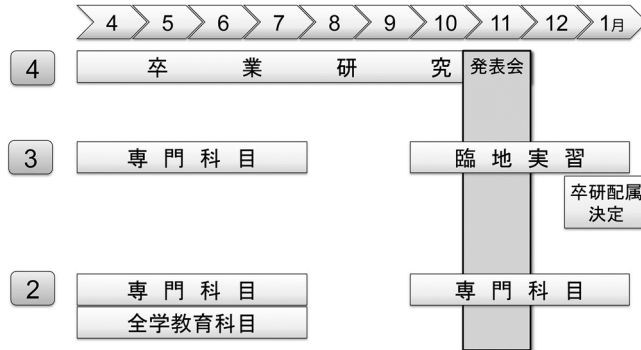 4 5 6 7 8 9 10 11 12 1月
4 卒業研究 発表会
3 専門科目 臨地実習
卒研配属
決定
2 専門科目 専門科目
全学教育科目